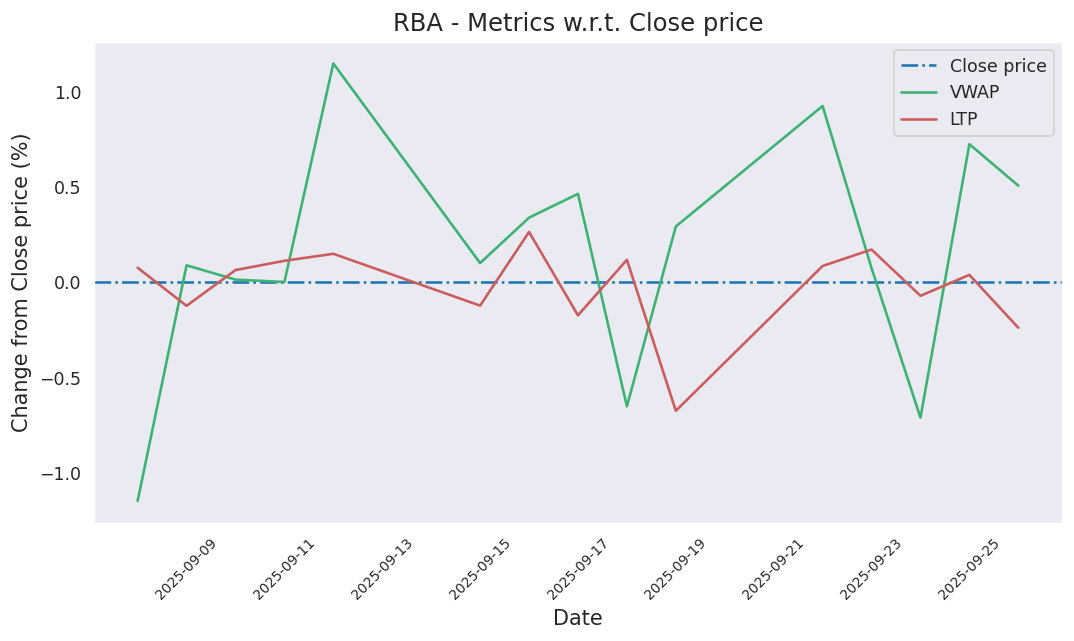 RBA - Metrics w.r.t. Close price
Close price
VWAP
LTP
Change from Close price (%)
1.0
0.5
0.0
−0.5
−1.0
2025-09-09
2025-09-11
2025-09-13
2025-09-15
2025-09-17
2025-09-19
2025-09-21
2025-09-23
2025-09-25
Date